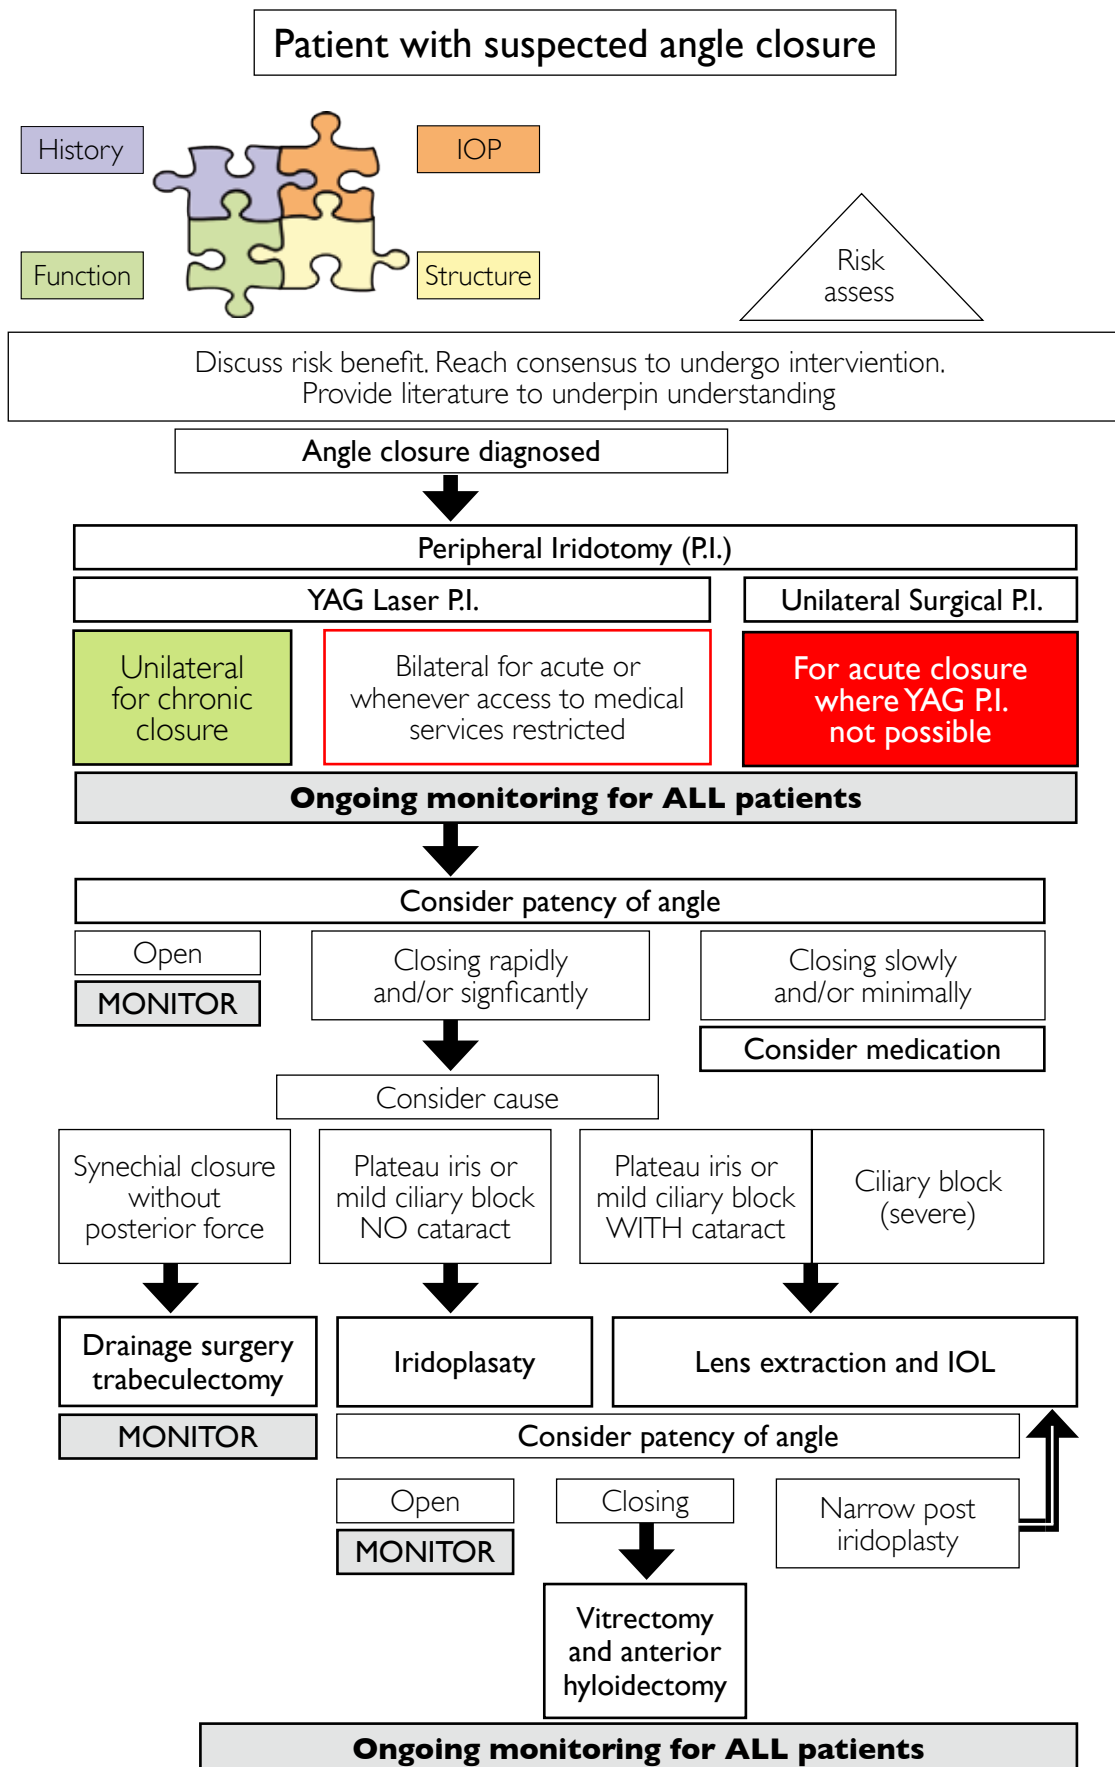 Patient with suspected angle closure
History
IOP
Function
Structure
Risk
assess
Discuss risk benefit. Reach consensus to undergo interviention.
Provide literature to underpin understanding
Angle closure diagnosed
Peripheral Iridotomy (P.I.)
YAG Laser P.I.
Unilateral Surgical P.I.
Unilateral
for chronic
closure
Bilateral for acute or
whenever access to medical
services restricted
For acute closure
where YAG P.I.
not possible
Ongoing monitoring for ALL patients
Consider patency of angle
Open
MONITOR
Closing rapidly
and/or signficantly
Closing slowly
and/or minimally
Consider medication
Consider cause
Synechial closure
without
posterior force
Plateau iris or
mild ciliary block
NO cataract
Plateau iris or
mild ciliary block
WITH cataract
Ciliary block
(severe)
Drainage surgery
trabeculectomy
MONITOR
Iridoplasaty
Lens extraction and IOL
Consider patency of angle
Open
MONITOR
Closing
Narrow post
iridoplasty
Vitrectomy
and anterior
hyloidectomy
Ongoing monitoring for ALL patients